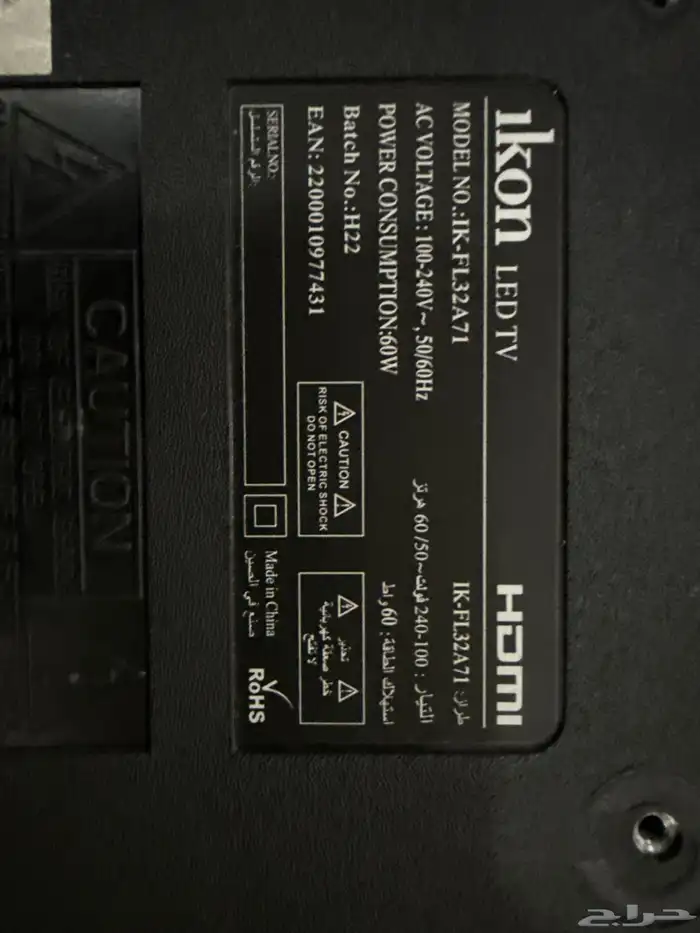 ıkon LED TV
HDMI
MODEL NO.:IK-FL32A71
طراز: IK-FL32A71
AC VOLTAGE: 100-240V~, 50/60Hz
التيار : 100-240 فولت~ 50/ 60 هرتز
POWER CONSUMPTION:60W
استهلاك الطاقة: 60 واط
Batch No.:H22
EAN: 2200010977431
CAUTION
RISK OF ELECTRIC SHOCK
DO NOT OPEN
تحذير
خطر صعقة كهربائية
لا تفتح
SERIAL NO.:
الرقم المتسلسل:
Made in China
صنع في الصين
RoHS
CAUTION
حراج